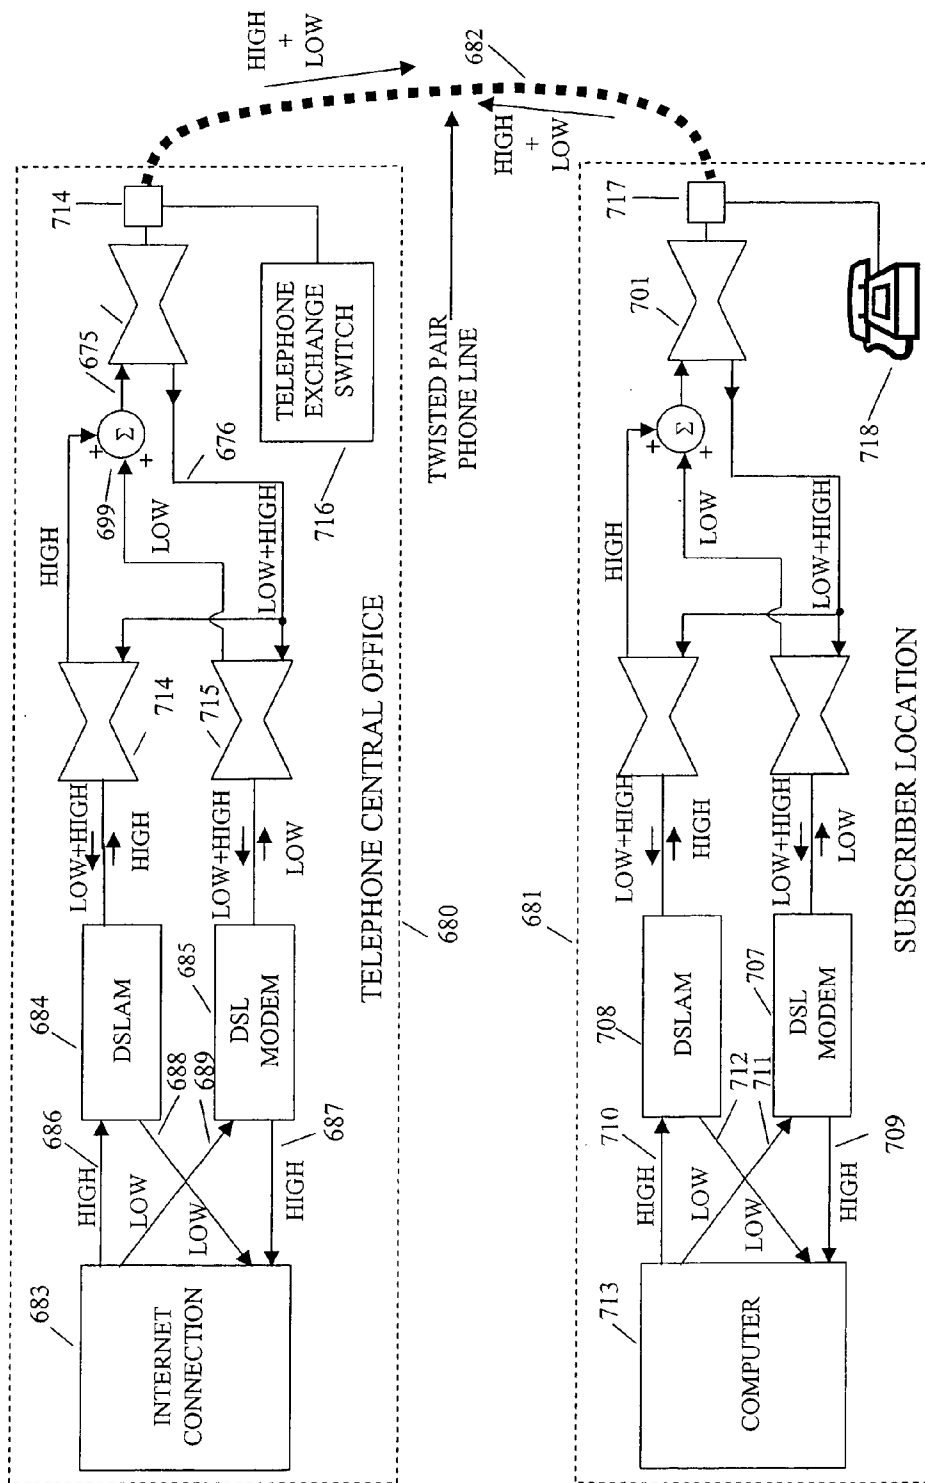 683
INTERNET
CONNECTION
HIGH
686
LOW
LOW
HIGH
687
684
DSLAM
688
689
685
DSL
MODEM
LOW+HIGH
HIGH
LOW+HIGH
LOW
714
715
HIGH
699
LOW
LOW+HIGH
+
+
Σ
675
676
714
TELEPHONE
EXCHANGE
SWITCH
716
TELEPHONE CENTRAL OFFICE
680
HIGH
+
LOW
682
HIGH
+
LOW
TWISTED PAIR
PHONE LINE
681
713
COMPUTER
HIGH
710
LOW
LOW
HIGH
709
708
DSLAM
712
711
707
DSL
MODEM
LOW+HIGH
HIGH
LOW+HIGH
LOW
HIGH
LOW
LOW+HIGH
+
+
Σ
701
717
718
SUBSCRIBER LOCATION